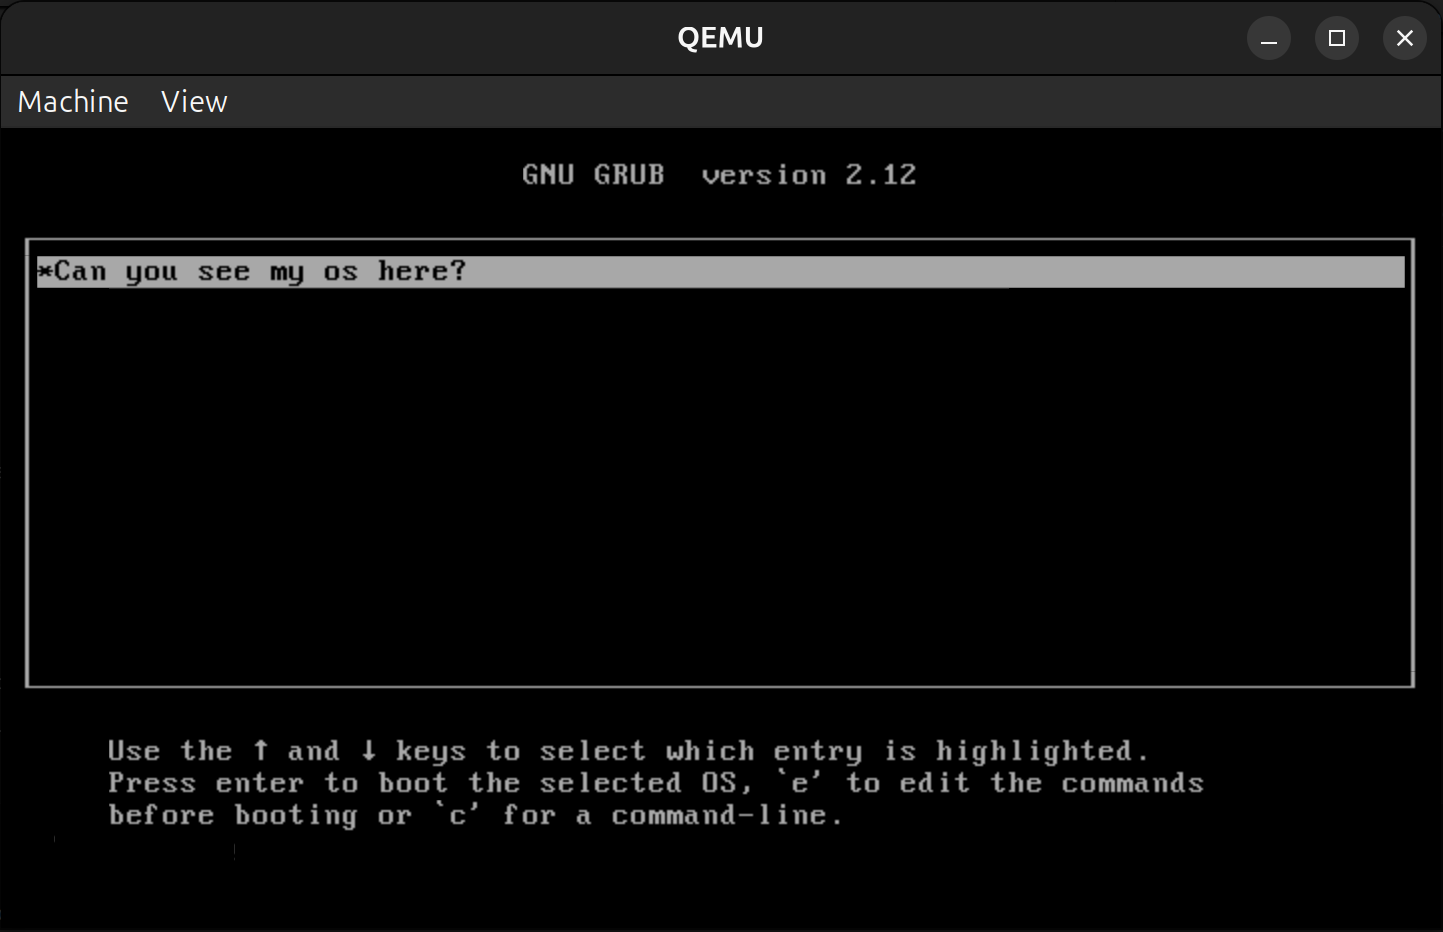 QEMU
Machine View
GNU GRUB version 2.12
*Can you see my os here?
Use the ↑ and ↓ keys to select which entry is highlighted.
Press enter to boot the selected OS, `e' to edit the commands
before booting or `c' for a command-line.